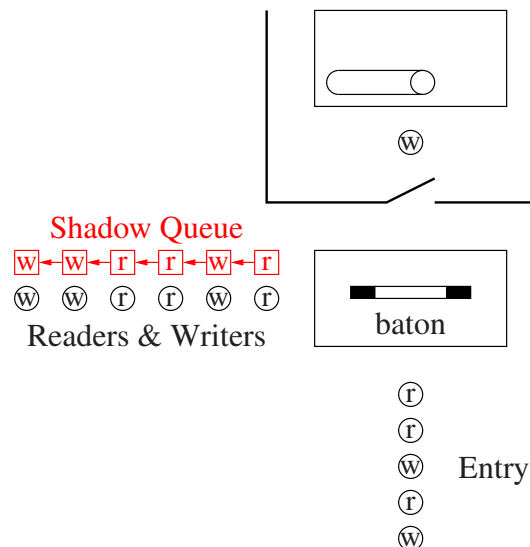 w
Shadow Queue
w w r r w r
w w r r w r
Readers & Writers
baton
r
r
w
Entry
r
w